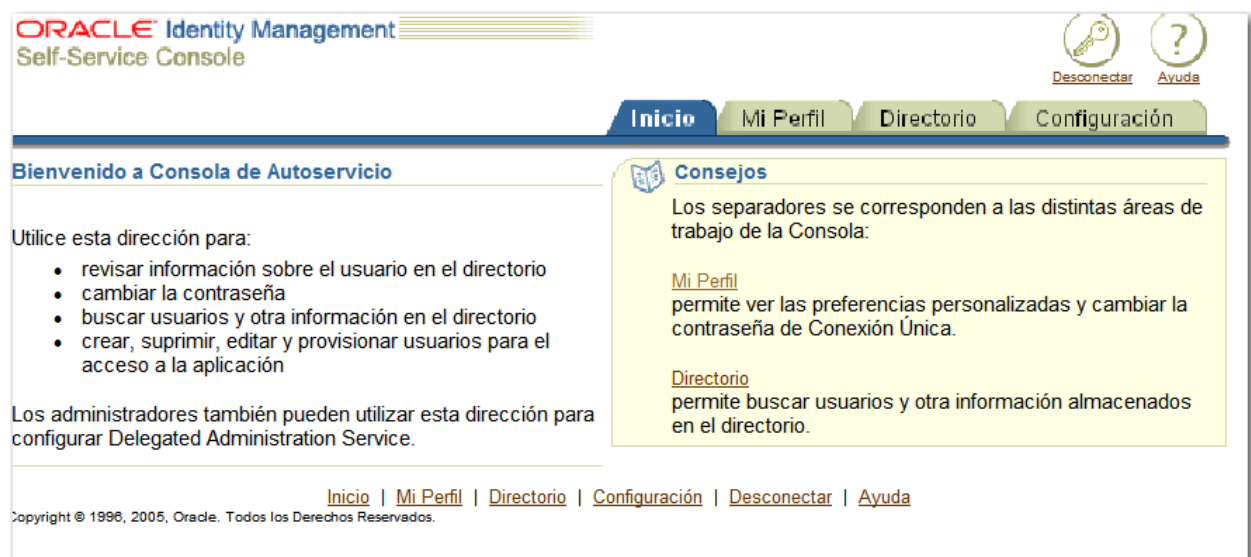 ORACLE Identity Management
Self-Service Console
Desconectar Ayuda
Inicio Mi Perfil Directorio Configuración
Bienvenido a Consola de Autoservicio
Utilice esta dirección para:
• revisar información sobre el usuario en el directorio
• cambiar la contraseña
• buscar usuarios y otra información en el directorio
• crear, suprimir, editar y provisionar usuarios para el
acceso a la aplicación
Los administradores también pueden utilizar esta dirección para
configurar Delegated Administration Service.
Consejos
Los separadores se corresponden a las distintas áreas de
trabajo de la Consola:
Mi Perfil
permite ver las preferencias personalizadas y cambiar la
contraseña de Conexión Única.
Directorio
permite buscar usuarios y otra información almacenados
en el directorio.
Inicio | Mi Perfil | Directorio | Configuración | Desconectar | Ayuda
Copyright © 1996, 2005, Oracle. Todos los Derechos Reservados.